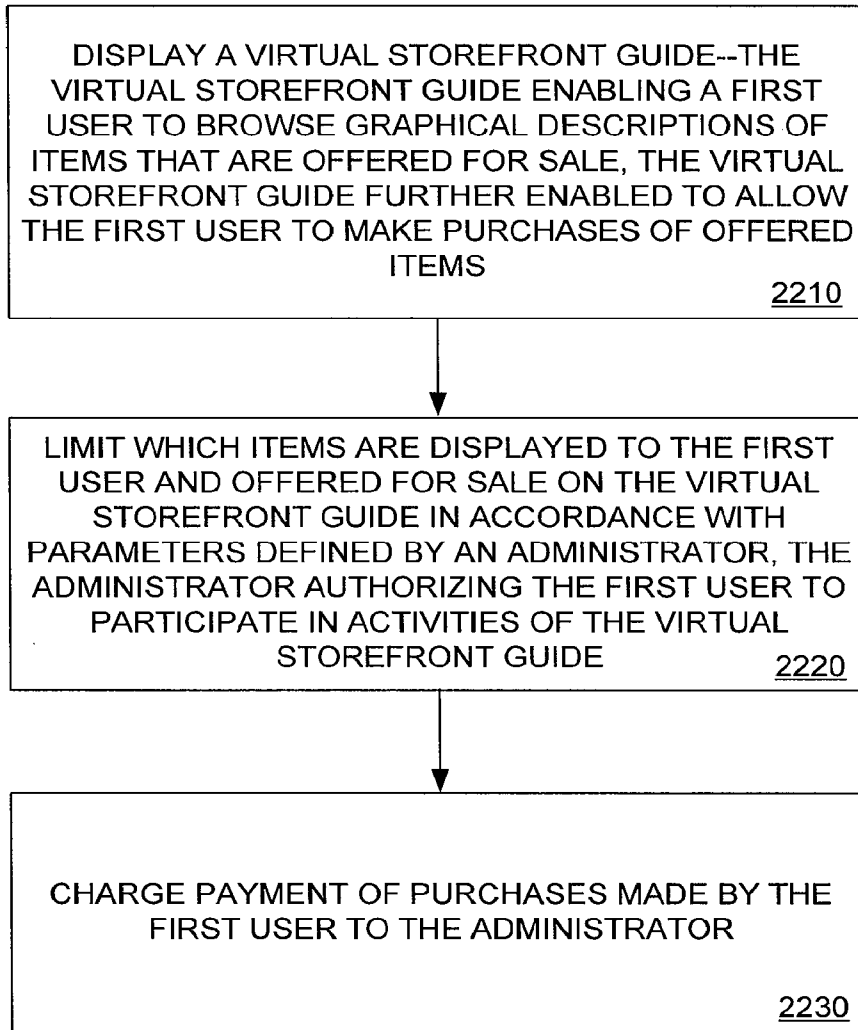 DISPLAY A VIRTUAL STOREFRONT GUIDE--THE
VIRTUAL STOREFRONT GUIDE ENABLING A FIRST
USER TO BROWSE GRAPHICAL DESCRIPTIONS OF
ITEMS THAT ARE OFFERED FOR SALE, THE VIRTUAL
STOREFRONT GUIDE FURTHER ENABLED TO ALLOW
THE FIRST USER TO MAKE PURCHASES OF OFFERED
ITEMS
2210
LIMIT WHICH ITEMS ARE DISPLAYED TO THE FIRST
USER AND OFFERED FOR SALE ON THE VIRTUAL
STOREFRONT GUIDE IN ACCORDANCE WITH
PARAMETERS DEFINED BY AN ADMINISTRATOR, THE
ADMINISTRATOR AUTHORIZING THE FIRST USER TO
PARTICIPATE IN ACTIVITIES OF THE VIRTUAL
STOREFRONT GUIDE
2220
CHARGE PAYMENT OF PURCHASES MADE BY THE
FIRST USER TO THE ADMINISTRATOR
2230